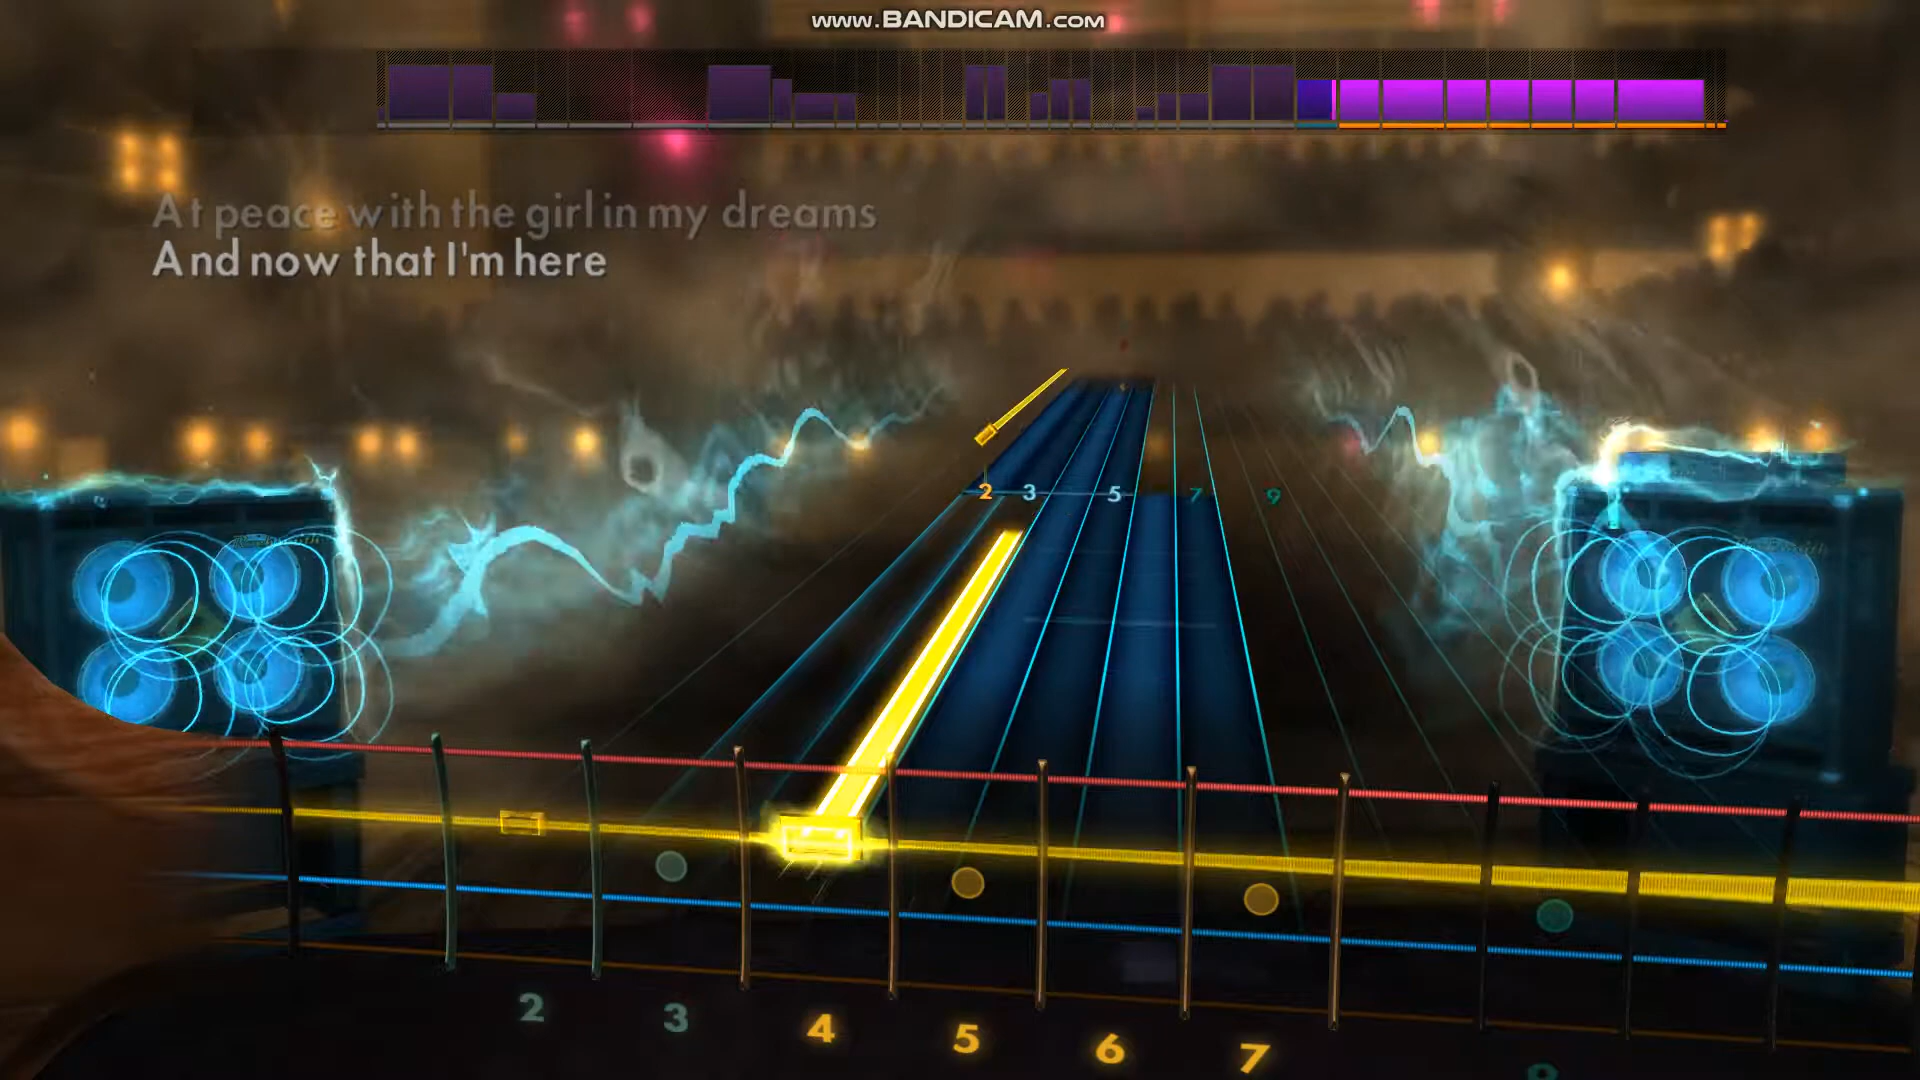 WWW.BANDICAM.COM
At peace with the girl in my dreams
And now that I'm here
2 3 5 7 9
2 3 4 5 6 7